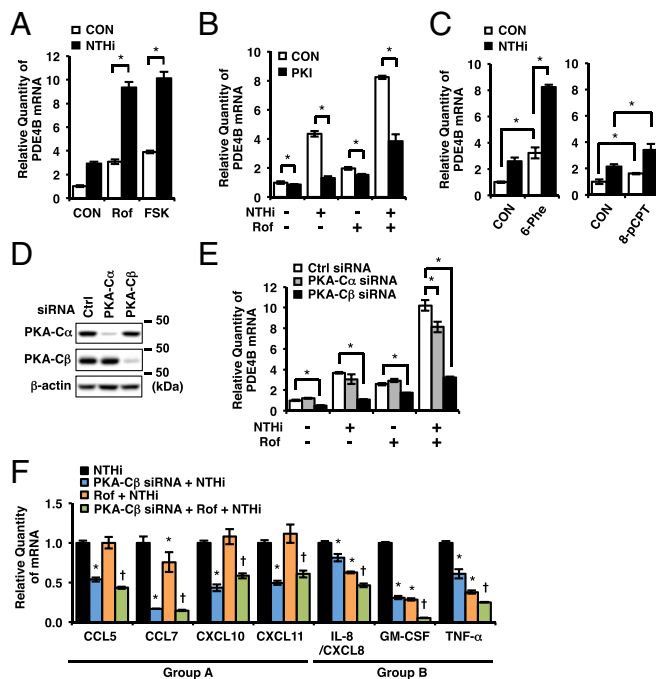 A
CON
NTHi
Relative Quantity of
PDE4B mRNA
12
10
8
6
4
2
0
*
*
CON Rof FSK
B
CON
PKI
Relative Quantity of
PDE4B mRNA
10
8
6
4
2
0
*
*
*
*
NTHi - + - +
Rof - - + +
C
CON
NTHi
Relative Quantity of
PDE4B mRNA
10
8
6
4
2
0
*
*
CON 6-Phe
10
8
6
4
2
0
*
*
CON 8-pCPT
D
siRNA Ctrl PKA-Cα PKA-Cβ
PKA-Cα
PKA-Cβ
β-actin
50
50
50
(kDa)
E
Ctrl siRNA
PKA-Cα siRNA
PKA-Cβ siRNA
Relative Quantity of
PDE4B mRNA
12
10
8
6
4
2
0
*
*
*
*
*
NTHi - + - +
Rof - - + +
F
NTHi
PKA-Cβ siRNA + NTHi
Rof + NTHi
PKA-Cβ siRNA + Rof + NTHi
Relative Quantity
of mRNA
1.5
1.0
0.5
0.0
* †
* * †
* †
* †
* * †
* * †
* * †
CCL5 CCL7 CXCL10 CXCL11 IL-8 GM-CSF TNF-α
/CXCL8
Group A Group B